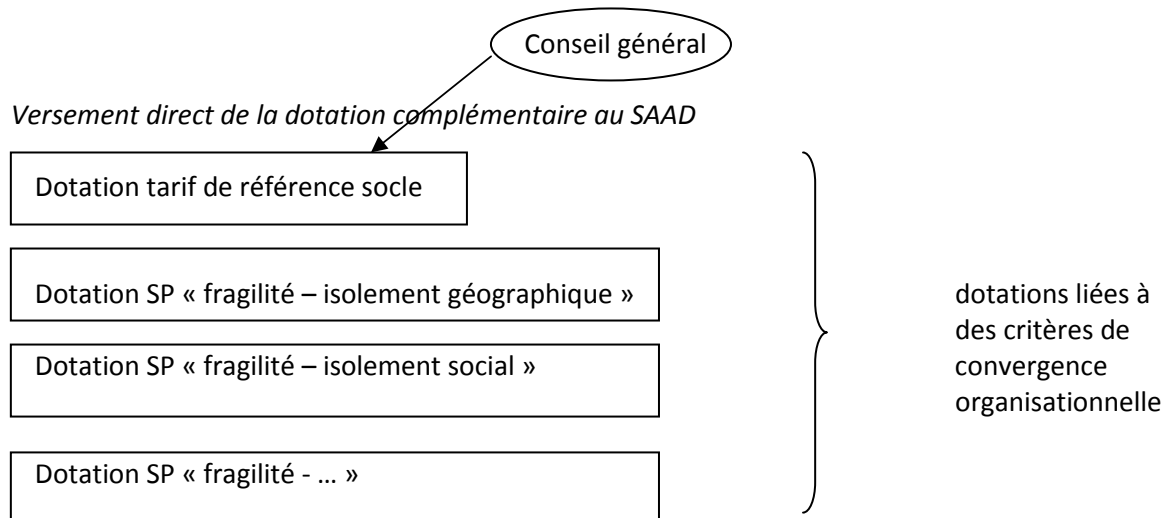 Conseil général
Versement direct de la dotation complémentaire au SAAD
Dotation tarif de référence socle
Dotation SP « fragilité – isolement géographique »
Dotation SP « fragilité – isolement social »
Dotation SP « fragilité - ... »
dotations liées à
des critères de
convergence
organisationnelle